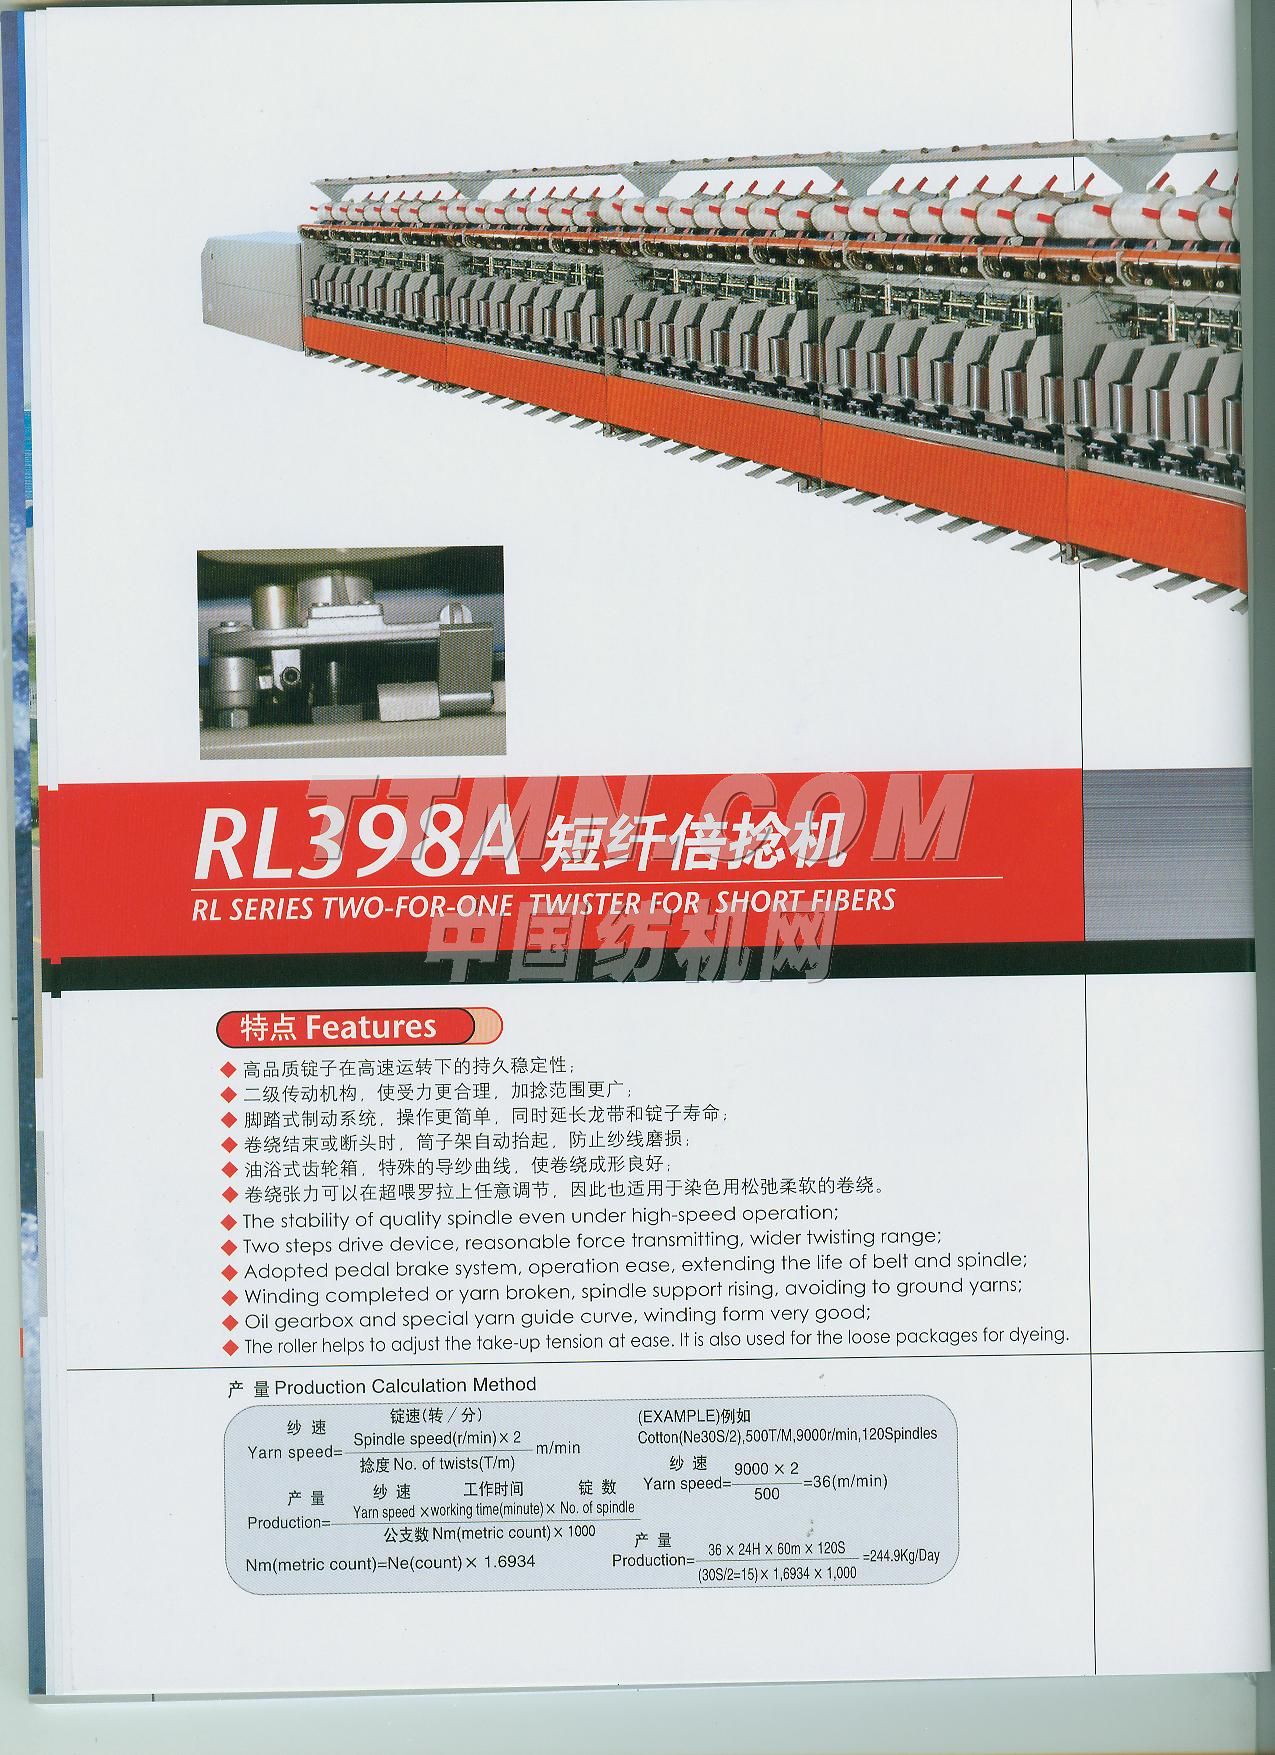 RL398A 短纤倍捻机
TTMN.COM
RL SERIES TWO-FOR-ONE TWISTER FOR SHORT FIBERS
中国纺机网
特点 Features
◆ 高品质锭子在高速运转下的持久稳定性；
◆ 二级传动机构，使受力更合理，加捻范围更广；
◆ 脚踏式制动系统，操作更简单，同时延长龙带和锭子寿命；
◆ 卷绕结束或断头时，筒子架自动抬起，防止纱线磨损；
◆ 油浴式齿轮箱，特殊的导纱曲线，使卷绕成形良好；
◆ 卷绕张力可以在超喂罗拉上任意调节，因此也适用于染色用松弛柔软的卷绕。
◆ The stability of quality spindle even under high-speed operation;
◆ Two steps drive device, reasonable force transmitting, wider twisting range;
◆ Adopted pedal brake system, operation ease, extending the life of belt and spindle;
◆ Winding completed or yarn broken, spindle support rising, avoiding to ground yarns;
◆ Oil gearbox and special yarn guide curve, winding form very good;
◆ The roller helps to adjust the take-up tension at ease. It is also used for the loose packages for dyeing.
产 量 Production Calculation Method
纱 速
锭速(转／分)
Yarn speed=
Spindle speed(r/min)×2
m/min
捻度 No. of twists(T/m)
产 量
纱 速 工作时间 锭 数
Production=
Yarn speed ×working time(minute)× No. of spindle
公支数 Nm(metric count)× 1000
Nm(metric count)=Ne(count)× 1.6934
(EXAMPLE)例如
Cotton(Ne30S/2),500T/M,9000r/min,120Spindles
纱 速
Yarn speed=
9000 × 2
500
=36(m/min)
产 量
Production=
36 × 24H × 60m × 120S
(30S/2=15)× 1,6934 × 1,000
=244.9Kg/Day